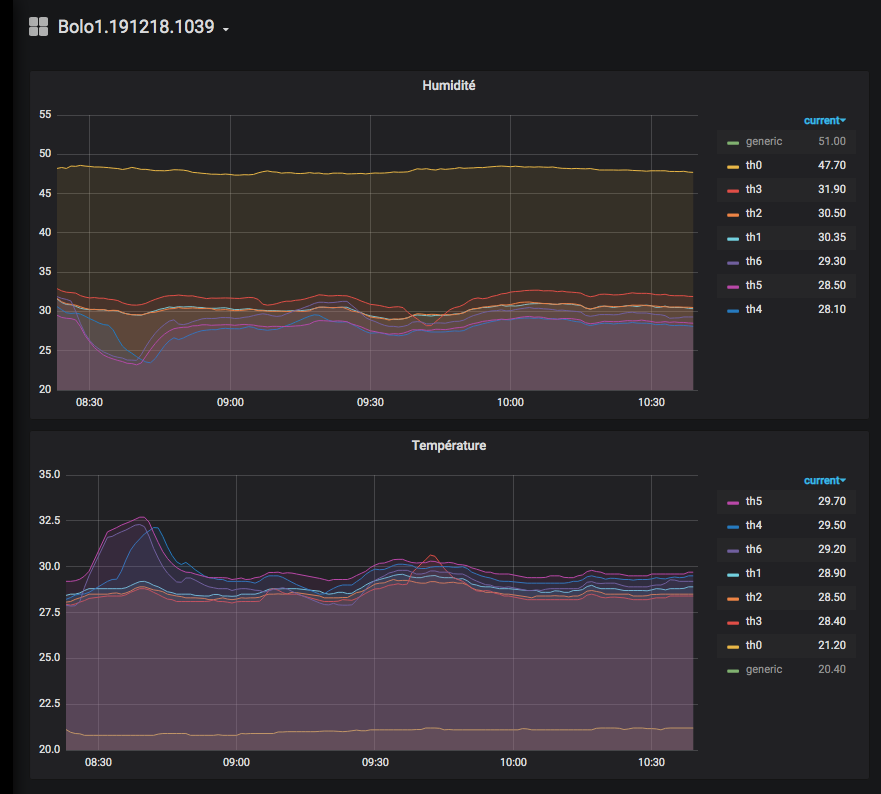 Bolo1.191218.1039
Humidité
55
50
45
40
35
30
25
20
08:30 09:00 09:30 10:00 10:30
current
generic 51.00
th0 47.70
th3 31.90
th2 30.50
th1 30.35
th6 29.30
th5 28.50
th4 28.10
Température
35.0
32.5
30.0
27.5
25.0
22.5
20.0
08:30 09:00 09:30 10:00 10:30
current
th5 29.70
th4 29.50
th6 29.20
th1 28.90
th2 28.50
th3 28.40
th0 21.20
generic 20.40